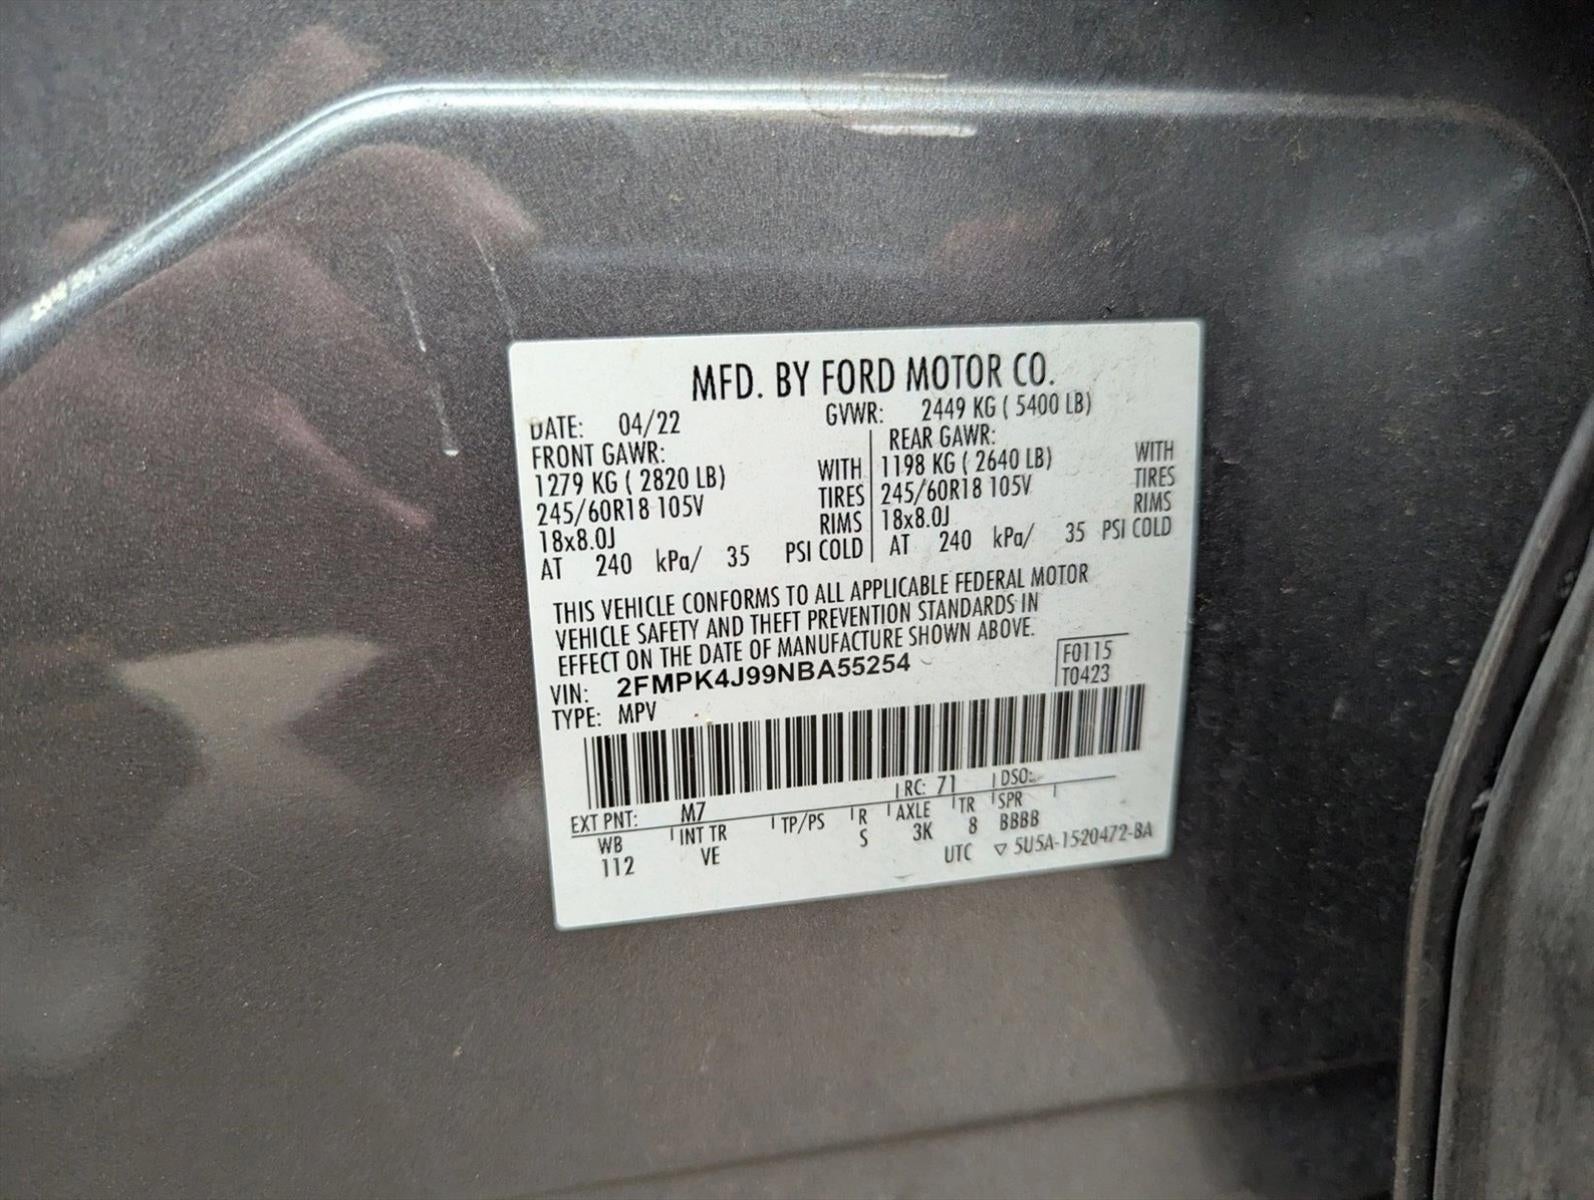 MFD. BY FORD MOTOR CO.
DATE: 04/22 GVWR: 2449 KG ( 5400 LB)
FRONT GAWR: REAR GAWR:
1279 KG ( 2820 LB) WITH 1198 KG ( 2640 LB) WITH
245/60R18 105V TIRES 245/60R18 105V TIRES
18x8.0J RIMS 18x8.0J RIMS
AT 240 kPa/ 35 PSI COLD AT 240 kPa/ 35 PSI COLD
THIS VEHICLE CONFORMS TO ALL APPLICABLE FEDERAL MOTOR
VEHICLE SAFETY AND THEFT PREVENTION STANDARDS IN
EFFECT ON THE DATE OF MANUFACTURE SHOWN ABOVE.
VIN: 2FMPK4J99NBA55254 F0115
TYPE: MPV T0423
EXT PNT: M7 RC: 71 DSO:
WB INT TR TP/PS R AXLE TR SPR
112 VE S 3K 8 BBBB
UTC ▽ 5U5A-1520472-BA